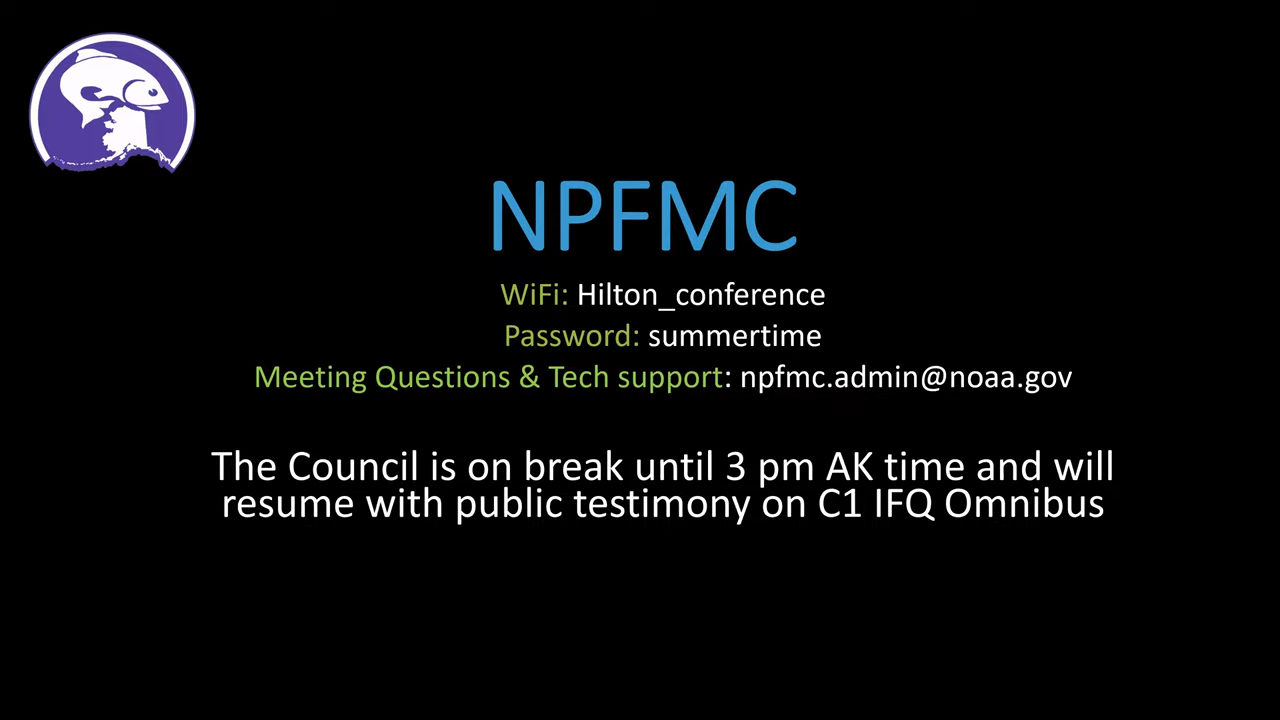 NPFMC
WiFi: Hilton_conference
Password: summertime
Meeting Questions & Tech support: npfmc.admin@noaa.gov
The Council is on break until 3 pm AK time and will
resume with public testimony on C1 IFQ Omnibus